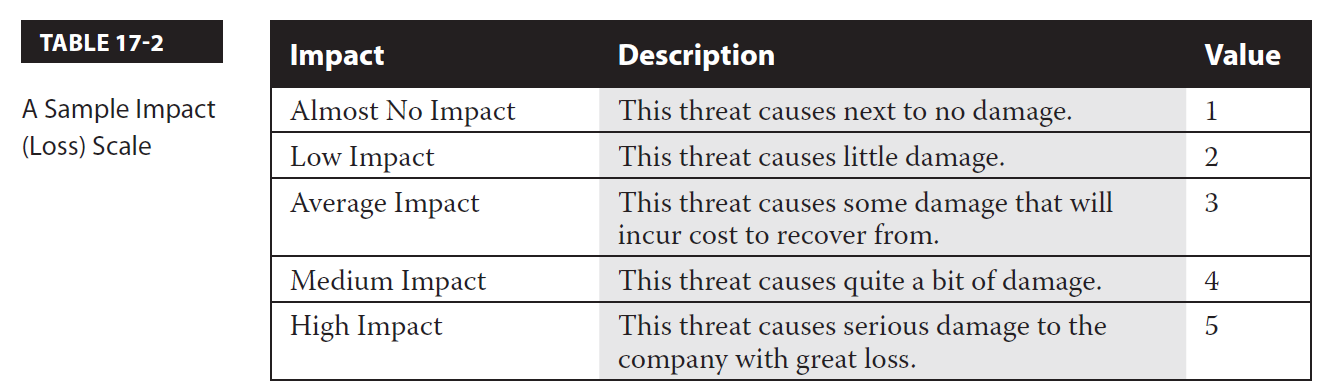 TABLE 17-2
A Sample Impact
(Loss) Scale
Impact Description Value
Almost No Impact This threat causes next to no damage. 1
Low Impact This threat causes little damage. 2
Average Impact This threat causes some damage that will 3
incur cost to recover from.
Medium Impact This threat causes quite a bit of damage. 4
High Impact This threat causes serious damage to the 5
company with great loss.